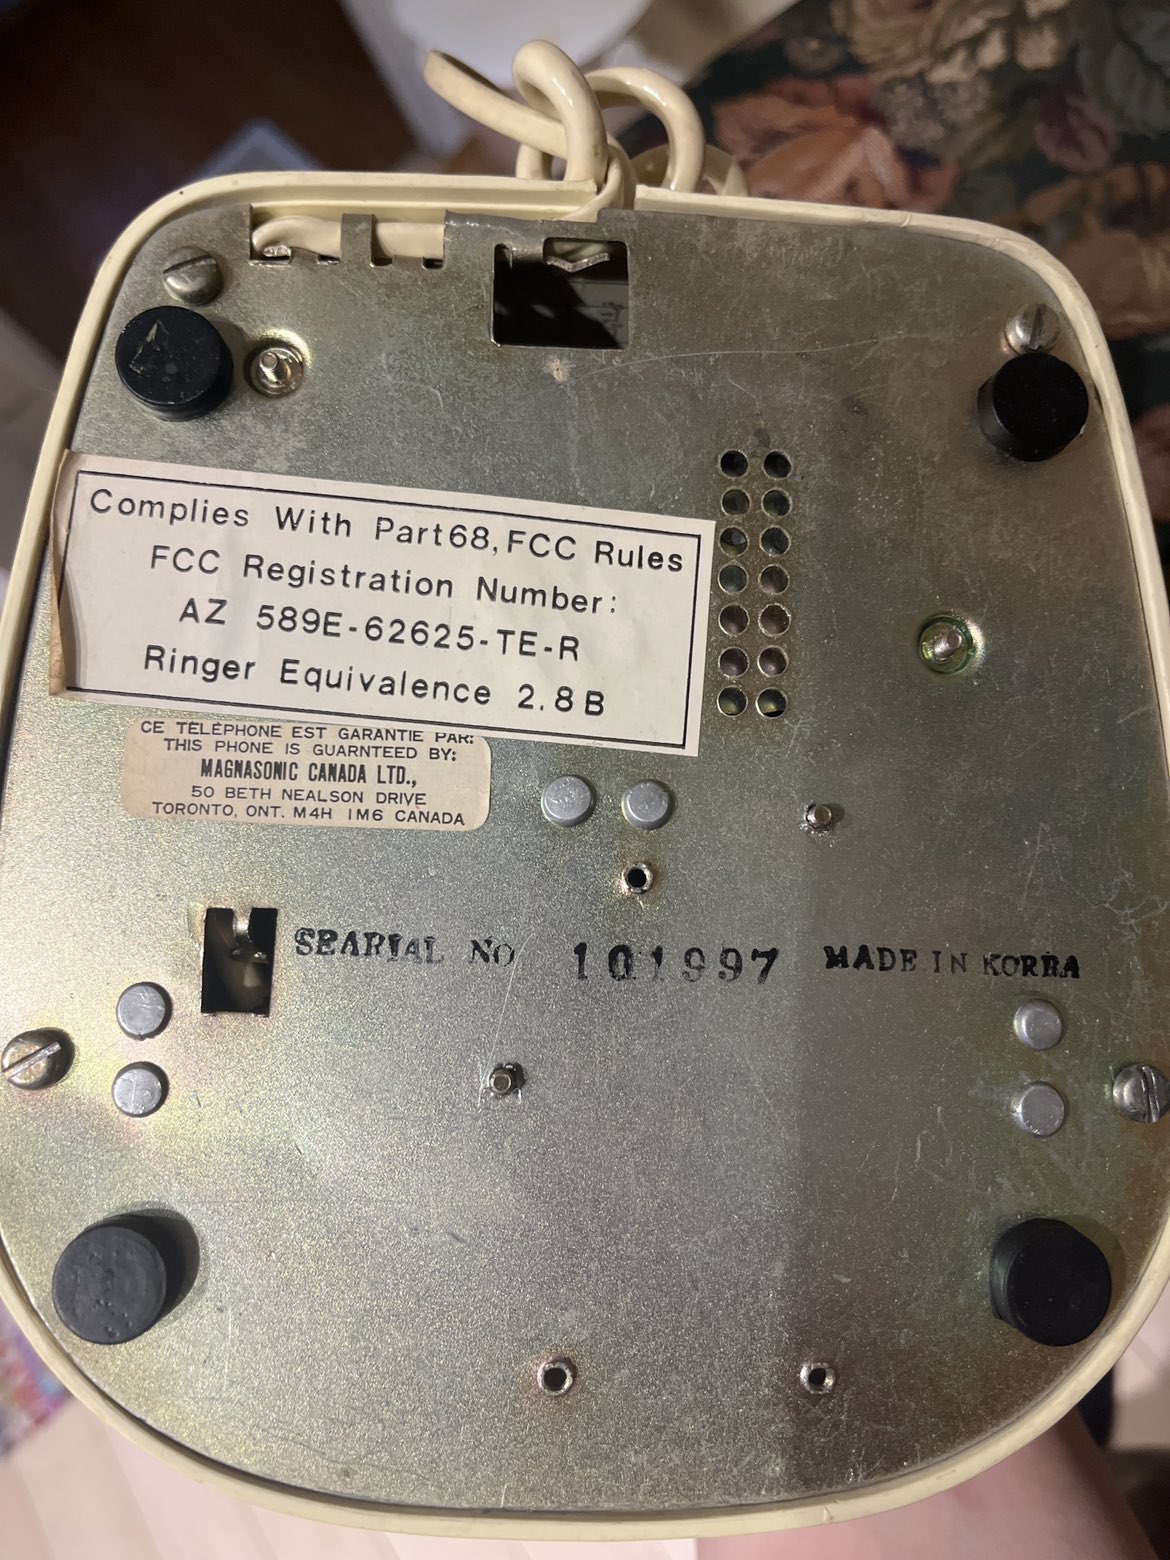 Complies With Part68, FCC Rules
FCC Registration Number:
AZ 589E-62625-TE-R
Ringer Equivalence 2.8B
CE TELEPHONE EST GARANTIE PAR:
THIS PHONE IS GUARNTEED BY:
MAGNASONIC CANADA LTD.,
50 BETH NEALSON DRIVE
TORONTO, ONT. M4H 1M6 CANADA
SEARIAL NO 101997 MADE IN KOREA